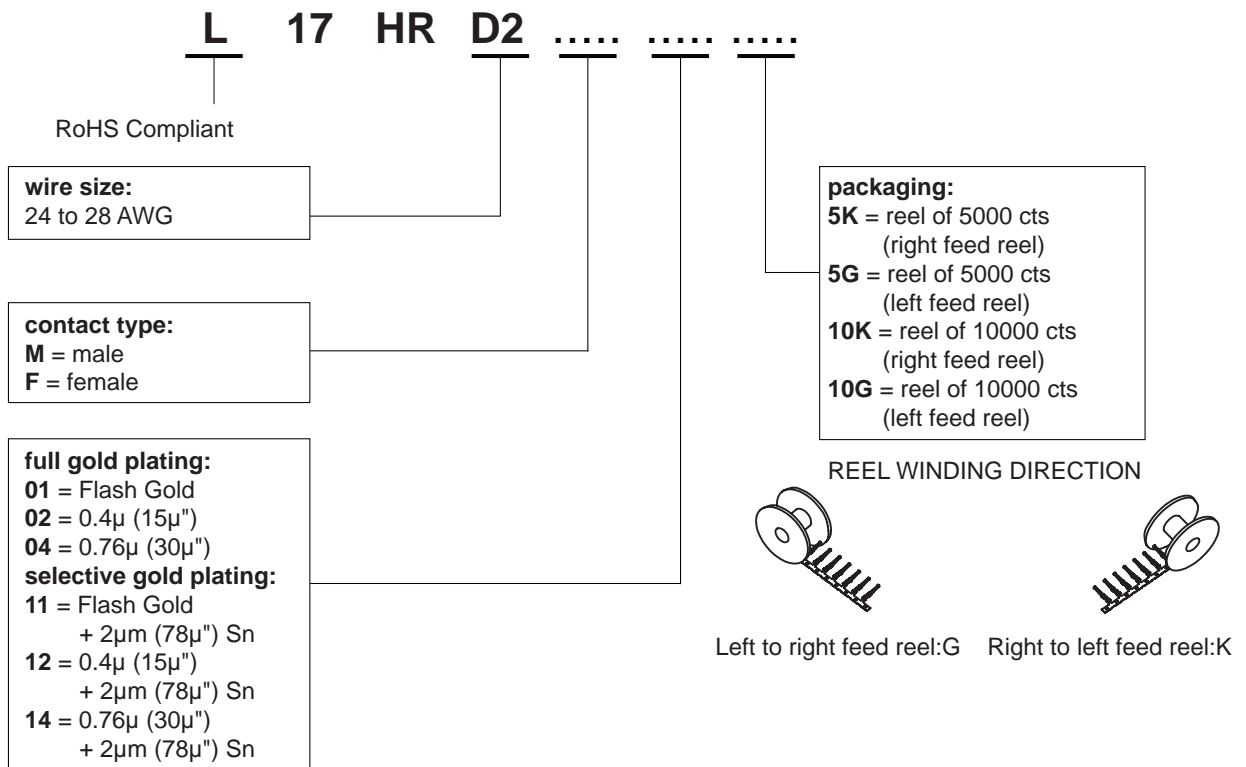 L 17 HR D2 ..... ..... .....
RoHS Compliant
wire size:
24 to 28 AWG
contact type:
M = male
F = female
full gold plating:
01 = Flash Gold
02 = 0.4µ (15µ")
04 = 0.76µ (30µ")
selective gold plating:
11 = Flash Gold
+ 2µm (78µ") Sn
12 = 0.4µ (15µ")
+ 2µm (78µ") Sn
14 = 0.76µ (30µ")
+ 2µm (78µ") Sn
packaging:
5K = reel of 5000 cts
(right feed reel)
5G = reel of 5000 cts
(left feed reel)
10K = reel of 10000 cts
(right feed reel)
10G = reel of 10000 cts
(left feed reel)
REEL WINDING DIRECTION
Left to right feed reel:G
Right to left feed reel:K